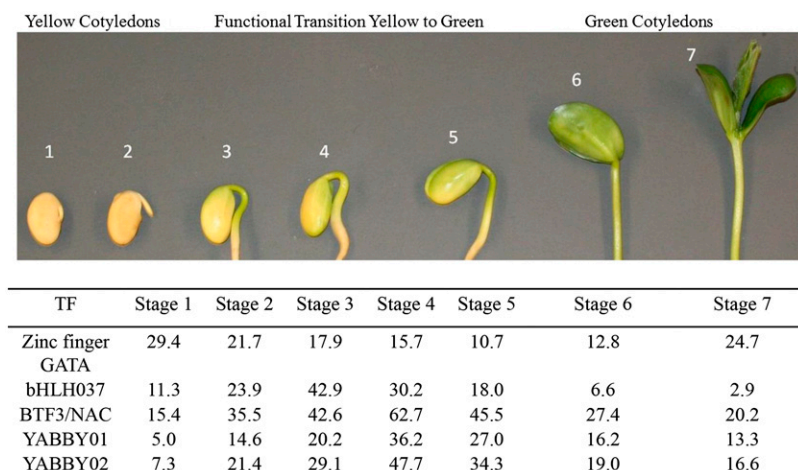 Yellow Cotyledons Functional Transition Yellow to Green Green Cotyledons
1 2 3 4 5 6 7
TF Stage 1 Stage 2 Stage 3 Stage 4 Stage 5 Stage 6 Stage 7
Zinc finger 29.4 21.7 17.9 15.7 10.7 12.8 24.7
GATA
bHLH037 11.3 23.9 42.9 30.2 18.0 6.6 2.9
BTF3/NAC 15.4 35.5 42.6 62.7 45.5 27.4 20.2
YABBY01 5.0 14.6 20.2 36.2 27.0 16.2 13.3
YABBY02 7.3 21.4 29.1 47.7 34.3 19.0 16.6